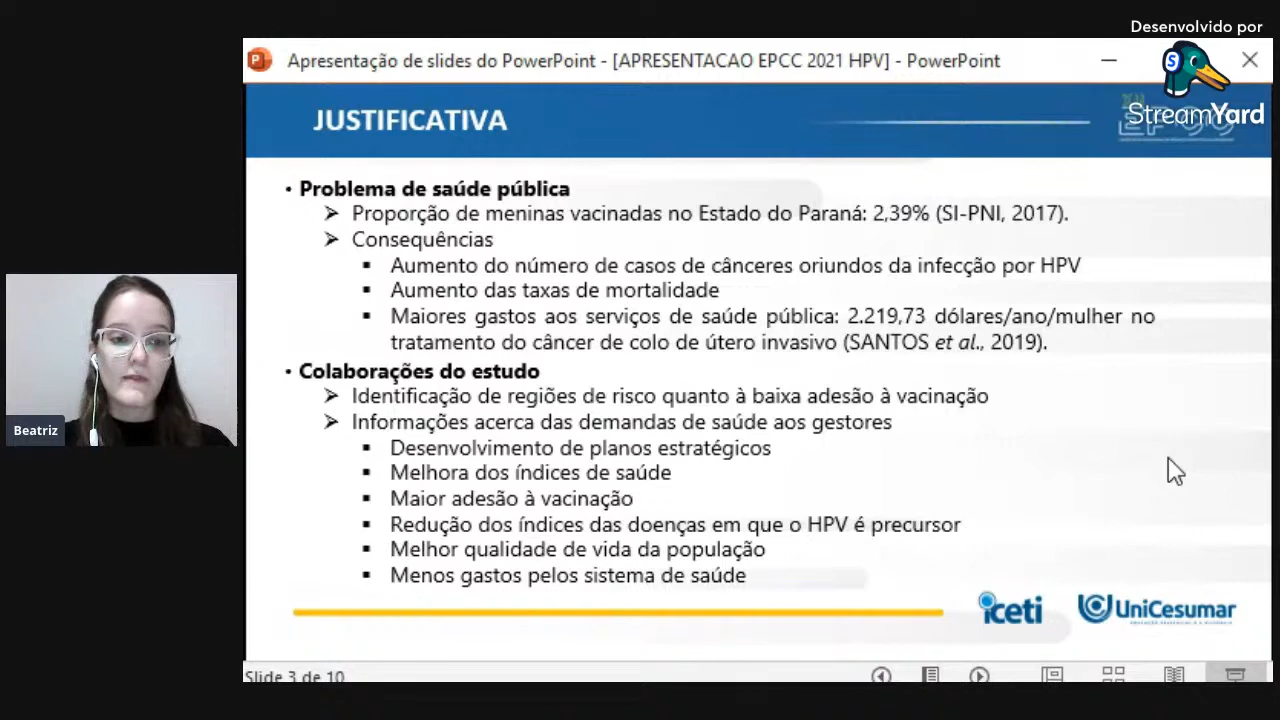 Desenvolvido por
StreamYard
Apresentação de slides do PowerPoint - [APRESENTACAO EPCC 2021 HPV] - PowerPoint
JUSTIFICATIVA
• Problema de saúde pública
➢ Proporção de meninas vacinadas no Estado do Paraná: 2,39% (SI-PNI, 2017).
➢ Consequências
▪ Aumento do número de casos de cânceres oriundos da infecção por HPV
▪ Aumento das taxas de mortalidade
▪ Maiores gastos aos serviços de saúde pública: 2.219,73 dólares/ano/mulher no
tratamento do câncer de colo de útero invasivo (SANTOS et al., 2019).
• Colaborações do estudo
➢ Identificação de regiões de risco quanto à baixa adesão à vacinação
➢ Informações acerca das demandas de saúde aos gestores
▪ Desenvolvimento de planos estratégicos
▪ Melhora dos índices de saúde
▪ Maior adesão à vacinação
▪ Redução dos índices das doenças em que o HPV é precursor
▪ Melhor qualidade de vida da população
▪ Menos gastos pelos sistema de saúde
Beatriz
iceti
UniCesumar
Slide 3 de 10